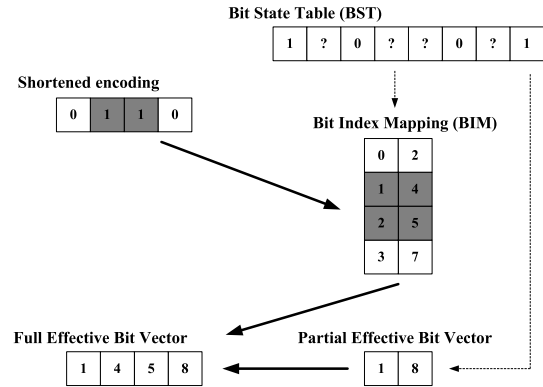 Bit State Table (BST)
1 ? 0 ? ? 0 ? 1
Shortened encoding
0 1 1 0
Bit Index Mapping (BIM)
0 2
1 4
2 5
3 7
Full Effective Bit Vector
1 4 5 8
Partial Effective Bit Vector
1 8